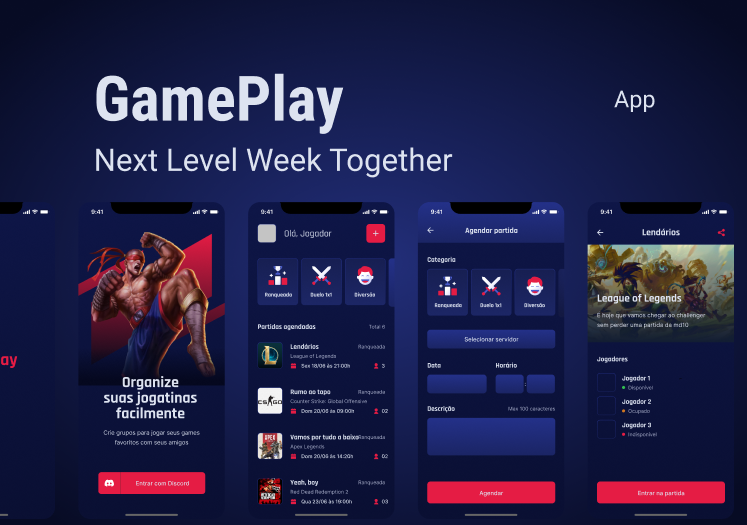 GamePlay
App
Next Level Week Together
ay
9:41
Organize
suas jogatinas
facilmente
Crie grupos para jogar seus games
favoritos com seus amigos
Entrar com Discord
9:41
Olá, Jogador
Ranqueada
Duelo 1x1
Diversão
Partidas agendadas
Total 6
Lendários
Ranqueada
League of Legends
Sex 18/06 às 21:00h
3
CS GO
Rumo ao topo
Ranqueada
Counter Strike: Global Offensive
Dom 20/06 às 09:00h
02
APEX
Vamos por tudo a baixo
Ranqueada
Apex Legends
Dom 20/06 às 14:20h
02
Yeah, boy
Ranqueada
Red Dead Redemption 2
Qua 23/06 às 19:00h
03
9:41
Agendar partida
Categoria
Ranqueada
Duelo 1x1
Diversão
Selecionar servidor
Data
Horário
:
Descrição
Max 100 caracteres
Agendar
9:41
Lendários
League of Legends
É hoje que vamos chegar ao challenger
sem perder uma partida da md10
Jogadores
Jogador 1
Disponível
Jogador 2
Ocupado
Jogador 3
Indisponível
Entrar na partida